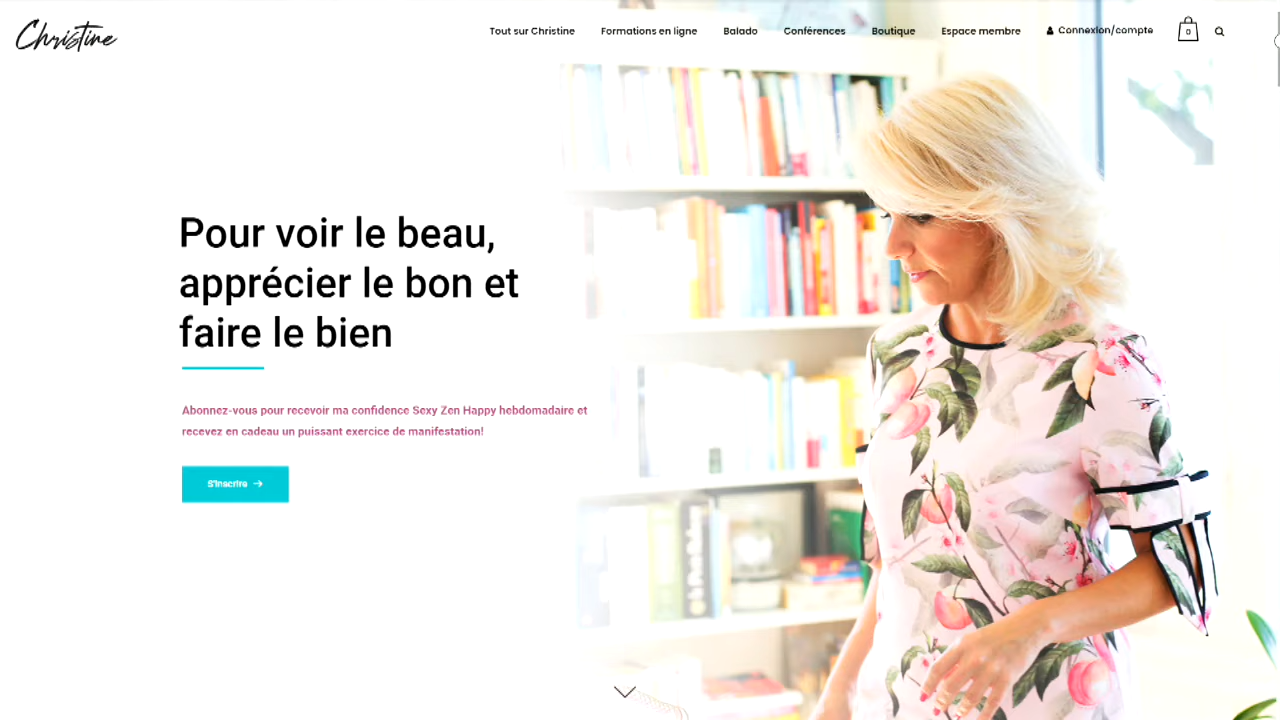 Christine
Tout sur Christine
Formations en ligne
Balado
Conférences
Boutique
Espace membre
Connexion/compte
0
Pour voir le beau,
apprécier le bon et
faire le bien
Abonnez-vous pour recevoir ma confidence Sexy Zen Happy hebdomadaire et
recevez en cadeau un puissant exercice de manifestation!
S'inscrire →